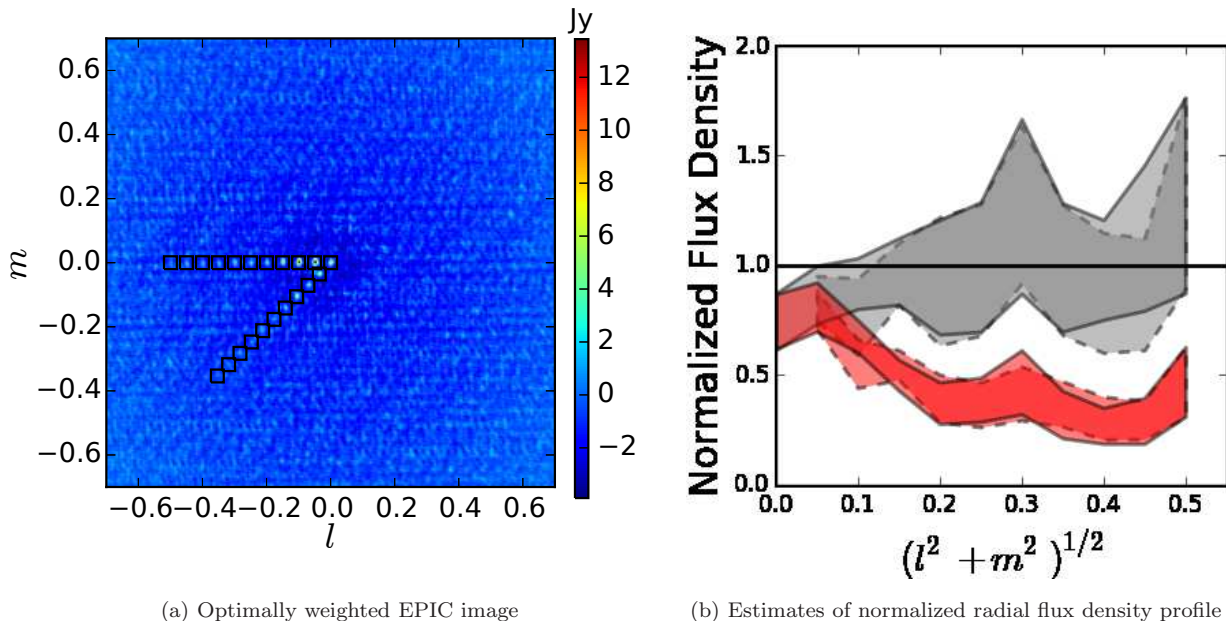 Jy
0.6
0.4
0.2
0.0
−0.2
−0.4
−0.6
m
−0.6 −0.4 −0.2 0.0 0.2 0.4 0.6
l
12
10
8
6
4
2
0
−2
(a) Optimally weighted EPIC image
Normalized Flux Density
2.0
1.5
1.0
0.5
0.0
0.0 0.1 0.2 0.3 0.4 0.5
(l² + m²)^{1/2}
(b) Estimates of normalized radial flux density profile